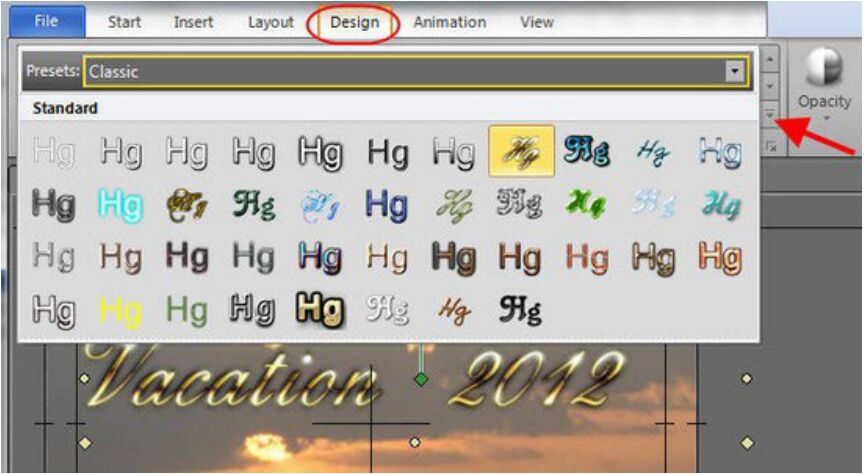 File Start Insert Layout Design Animation View
Presets: Classic
Opacity
Standard
Hg Hg Hg Hg Hg Hg Hg Hg Hg Hg Hg
Hg Hg Hg Hg Hg Hg Hg Hg Hg Hg Hg
Hg Hg Hg Hg Hg Hg Hg Hg Hg Hg Hg
Hg Hg Hg Hg Hg Hg Hg Hg
Vacation 2012